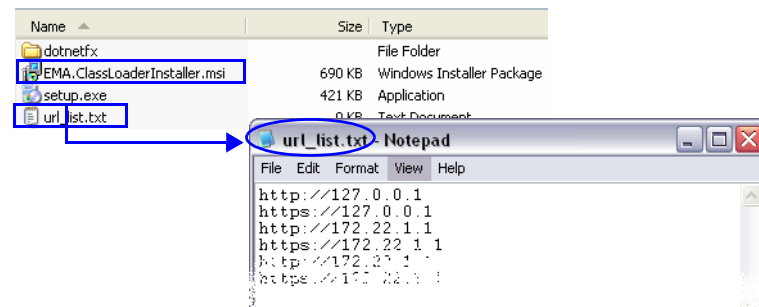 Name Size Type
dotnetfx File Folder
EMA.ClassLoaderInstaller.msi 690 KB Windows Installer Package
setup.exe 421 KB Application
url_list.txt 0 KB Text Document
url_list.txt - Notepad
File Edit Format View Help
http://127.0.0.1
https://127.0.0.1
http://172.22.1.1
https://172.22.1.1